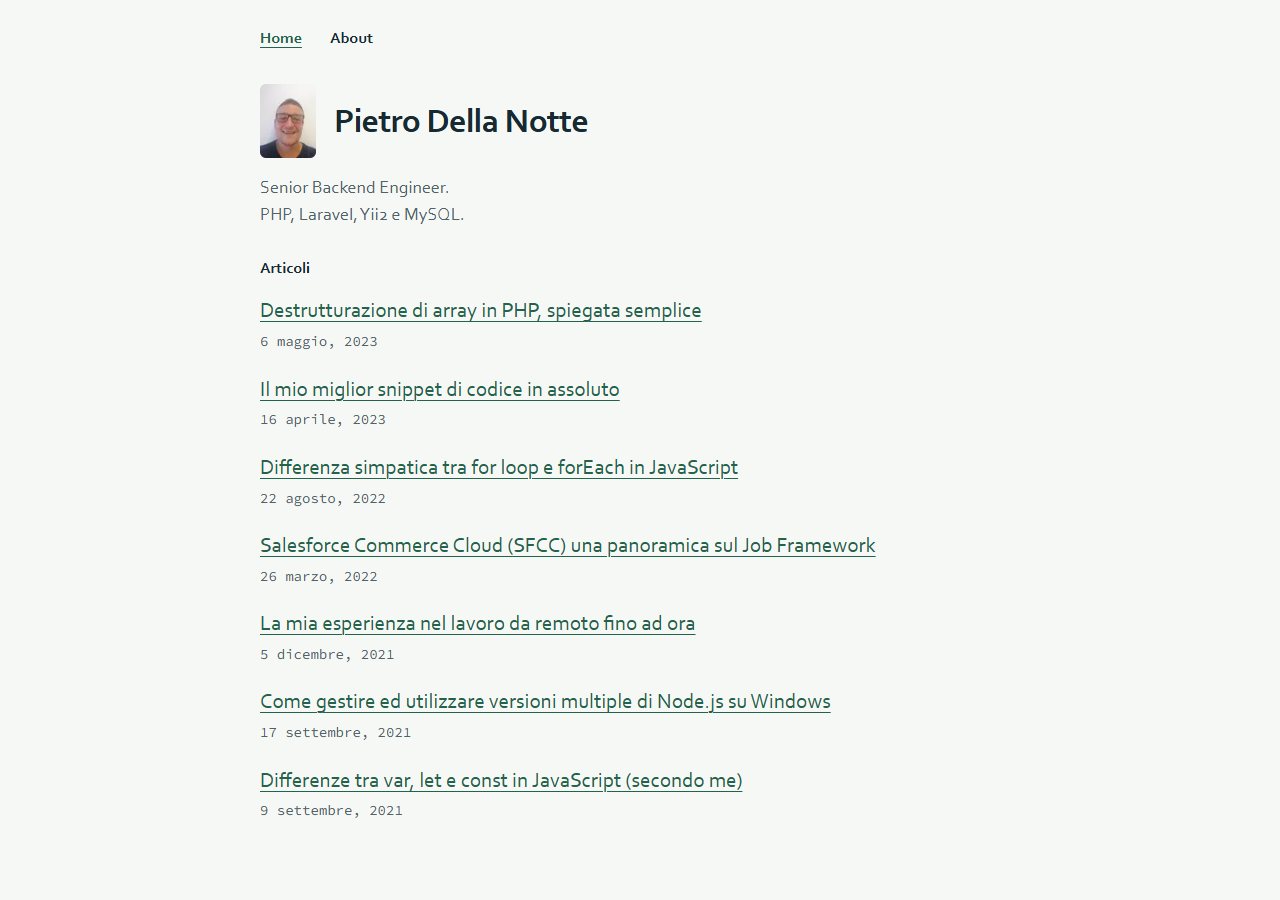 Home About
Pietro Della Notte
Senior Backend Engineer.
PHP, Laravel, Yii2 e MySQL.
Articoli
Destrutturazione di array in PHP, spiegata semplice
6 maggio, 2023
Il mio miglior snippet di codice in assoluto
16 aprile, 2023
Differenza simpatica tra for loop e forEach in JavaScript
22 agosto, 2022
Salesforce Commerce Cloud (SFCC) una panoramica sul Job Framework
26 marzo, 2022
La mia esperienza nel lavoro da remoto fino ad ora
5 dicembre, 2021
Come gestire ed utilizzare versioni multiple di Node.js su Windows
17 settembre, 2021
Differenze tra var, let e const in JavaScript (secondo me)
9 settembre, 2021